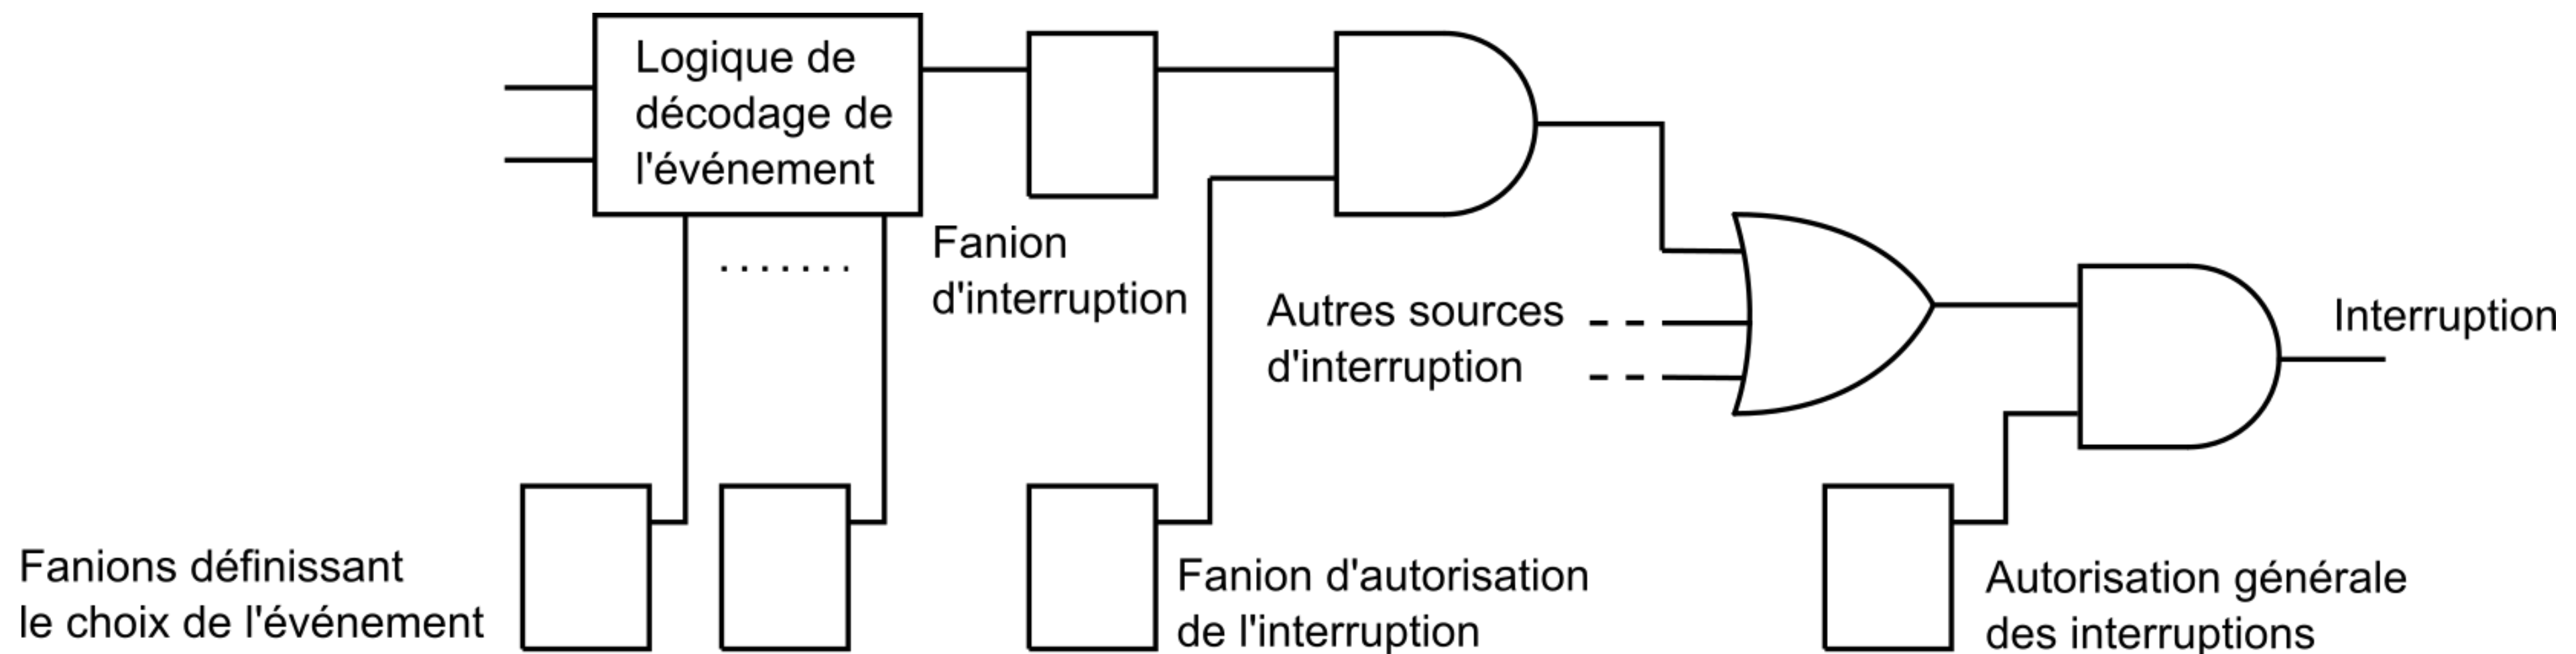 Logique de
décodage de
l'événement
Fanion
d'interruption
Autres sources
d'interruption
Interruption
Fanions définissant
le choix de l'événement
Fanion d'autorisation
de l'interruption
Autorisation générale
des interruptions